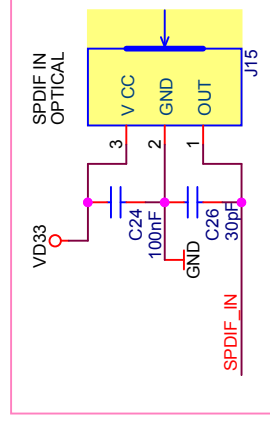 SPDIF IN
OPTICAL
J15
V CC
GND
OUT
3
2
1
VD33
C24
100nF
C26
30pF
GND
SPDIF_IN